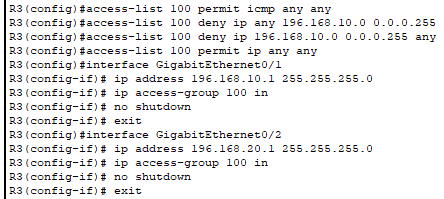 R3(config)#access-list 100 permit icmp any any
R3(config)#access-list 100 deny ip any 196.168.10.0 0.0.0.255
R3(config)#access-list 100 deny ip 196.168.10.0 0.0.0.255 any
R3(config)#access-list 100 permit ip any any
R3(config)#interface GigabitEthernet0/1
R3(config-if)# ip address 196.168.10.1 255.255.255.0
R3(config-if)# ip access-group 100 in
R3(config-if)# no shutdown
R3(config-if)# exit
R3(config)#interface GigabitEthernet0/2
R3(config-if)# ip address 196.168.20.1 255.255.255.0
R3(config-if)# ip access-group 100 in
R3(config-if)# no shutdown
R3(config-if)# exit